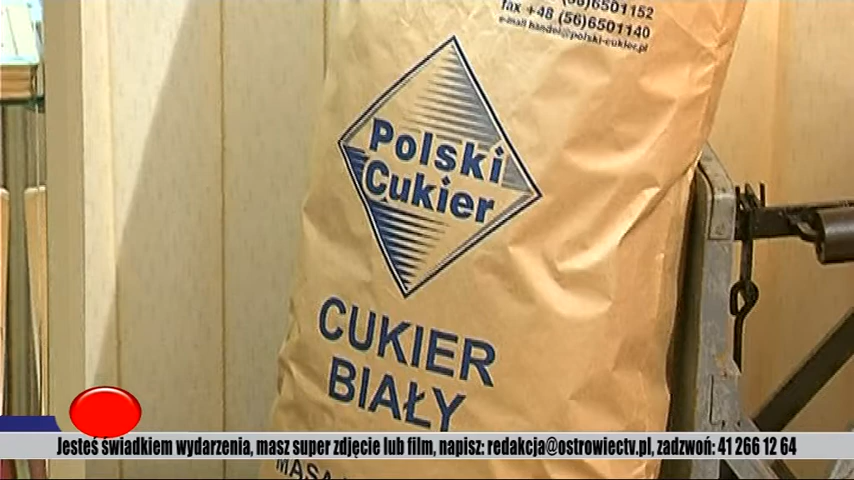 (56)6501152
fax +48 (56)6501140
e-mail handel@polski-cukier.pl
Polski
Cukier
CUKIER
BIAŁY
Jesteś świadkiem wydarzenia, masz super zdjęcie lub film, napisz: redakcja@ostrowiectv.pl, zadzwoń: 41 266 12 64
MASA